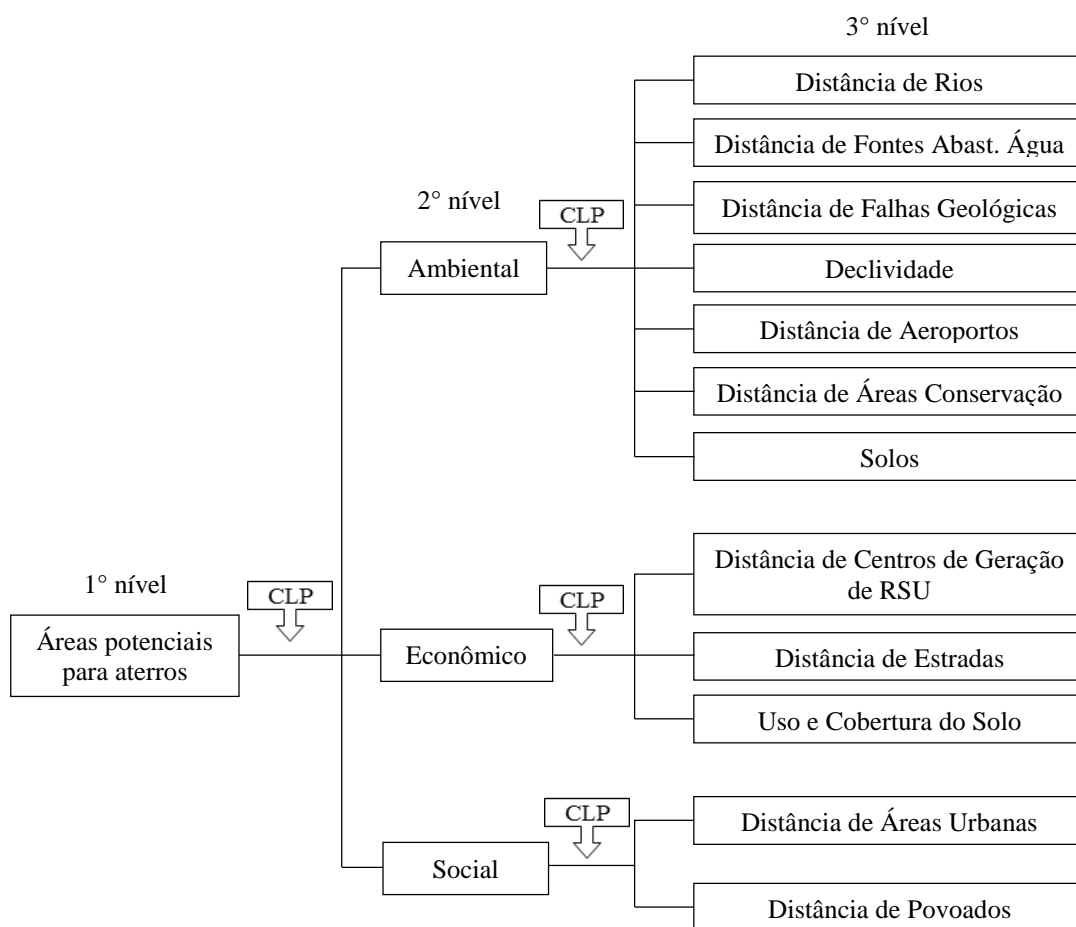 3° nível
Distância de Rios
Distância de Fontes Abast. Água
2° nível
CLP
Distância de Falhas Geológicas
Ambiental
Declividade
Distância de Aeroportos
Distância de Áreas Conservação
Solos
1° nível
CLP
CLP
Distância de Centros de Geração
de RSU
Áreas potenciais
para aterros
Econômico
Distância de Estradas
Uso e Cobertura do Solo
CLP
Distância de Áreas Urbanas
Social
Distância de Povoados